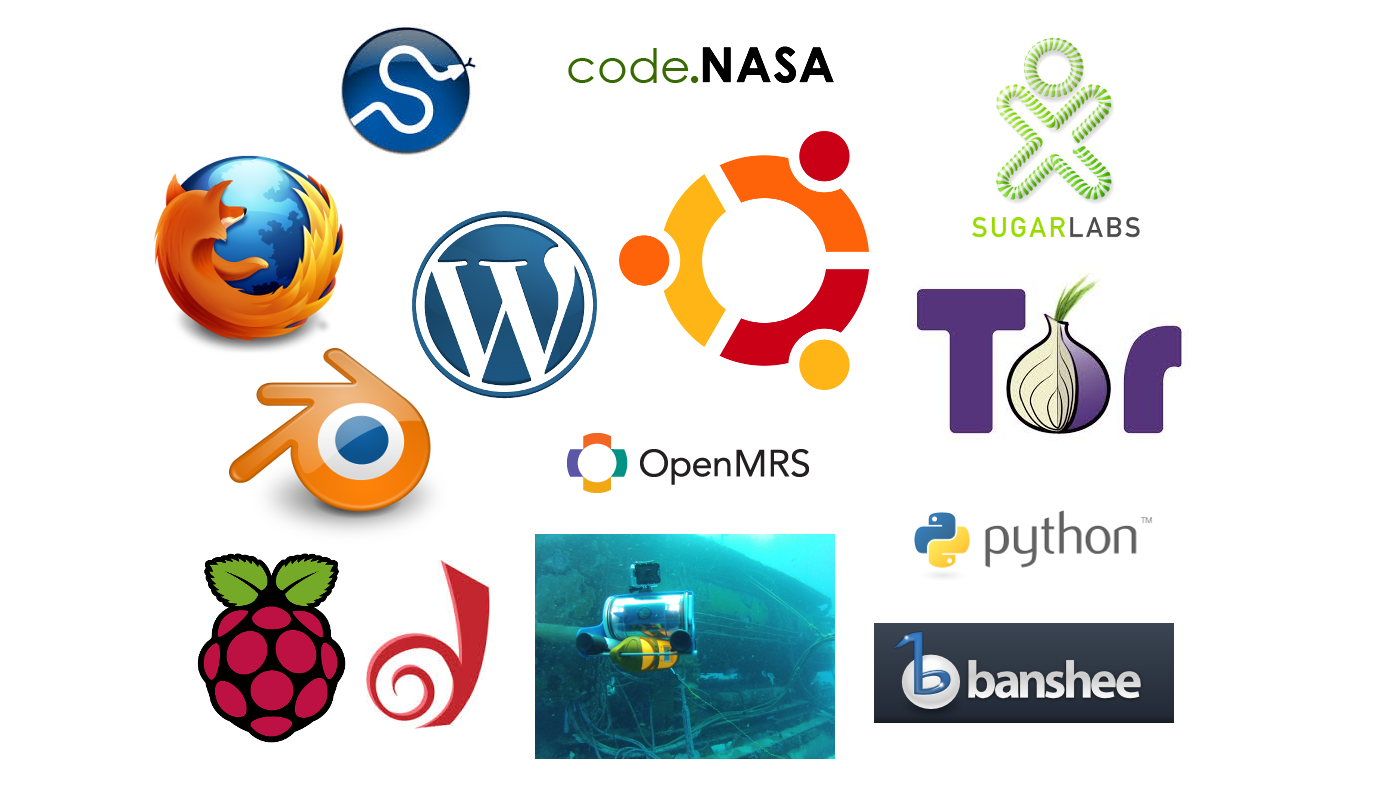 code.NASA
SUGARLABS
W
Tor
OpenMRS
python™
b banshee